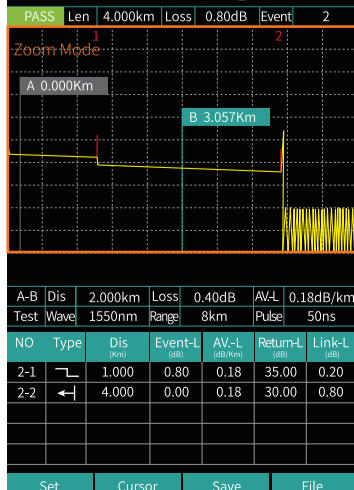 PASS Len 4.000km Loss 0.80dB Event 2
1 2
Zoom Mode
A 0.000Km
B 3.057Km
A-B Dis 2.000km Loss 0.40dB AV.-L 0.18dB/km
Test Wave 1550nm Range 8km Pulse 50ns
NO Type Dis Event-L AV.-L Return-L Link-L
(Km) (dB) (dB/Km) (dB) (dB)
2-1 1.000 0.80 0.18 35.00 0.20
2-2 4.000 0.00 0.18 30.00 0.80
Set Cursor Save File